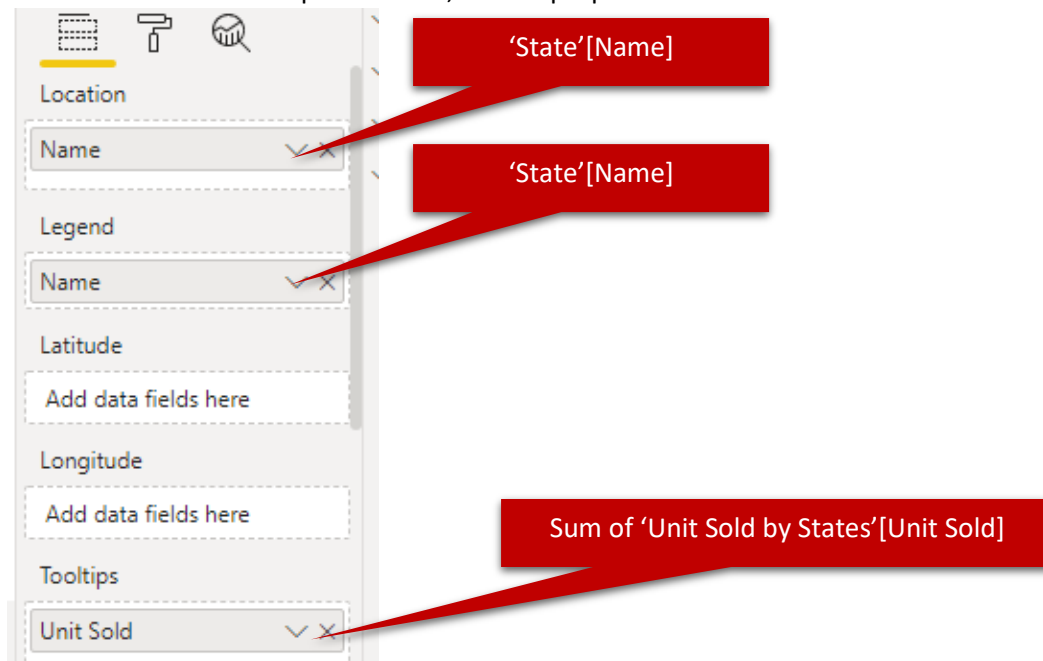 ‘State’[Name]
Location
Name
‘State’[Name]
Legend
Name
Latitude
Add data fields here
Longitude
Add data fields here
Sum of ‘Unit Sold by States’[Unit Sold]
Tooltips
Unit Sold